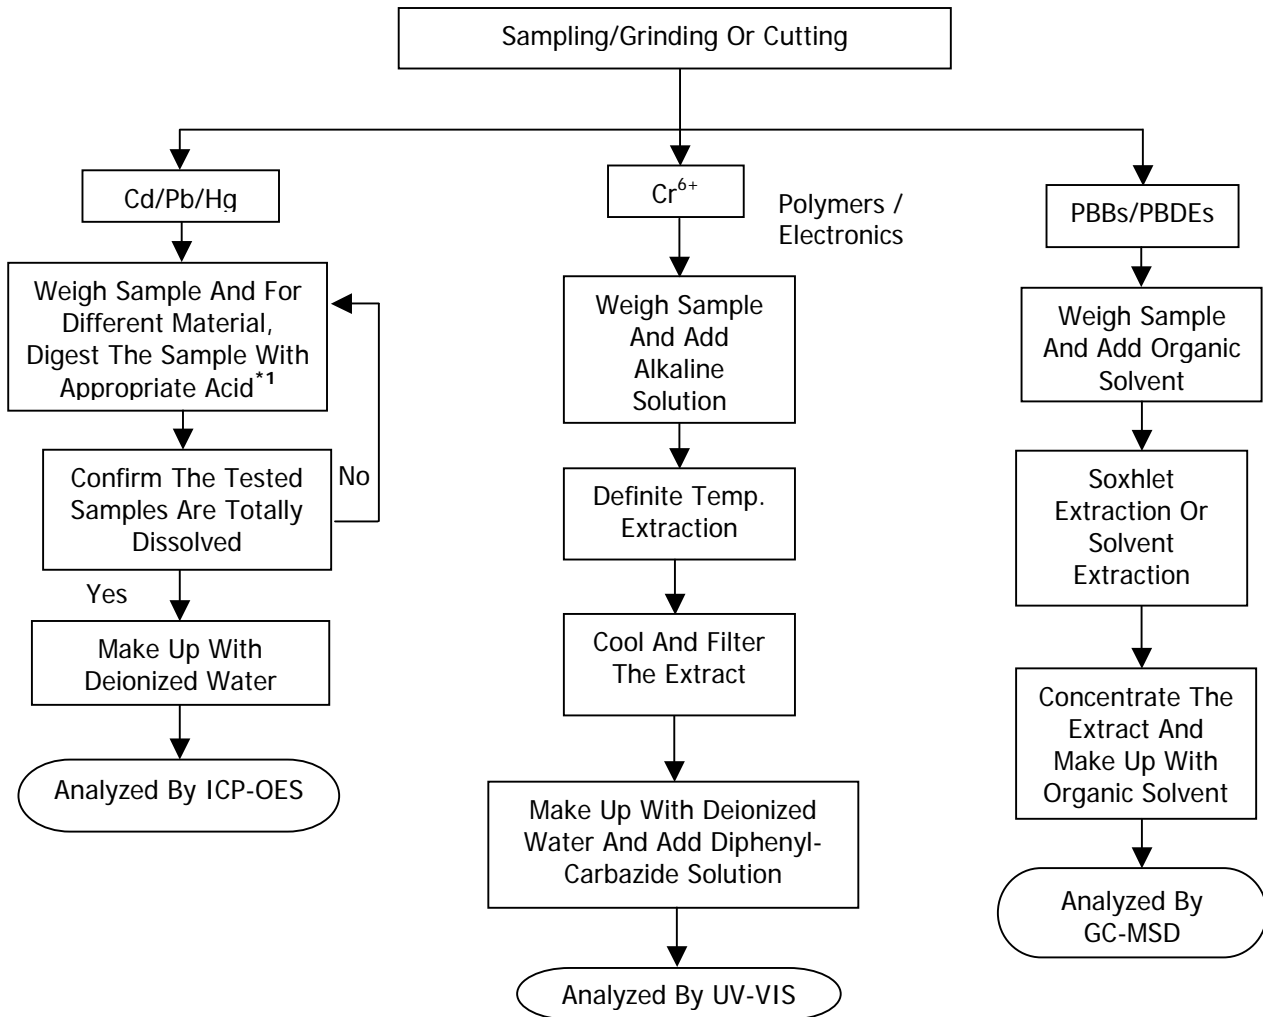 Sampling/Grinding Or Cutting
Cd/Pb/Hg
Weigh Sample And For
Different Material,
Digest The Sample With
Appropriate Acid*1
Confirm The Tested
Samples Are Totally
Dissolved
No
Yes
Make Up With
Deionized Water
Analyzed By ICP-OES
Cr6+
Polymers /
Electronics
Weigh Sample
And Add
Alkaline
Solution
Definite Temp.
Extraction
Cool And Filter
The Extract
Make Up With Deionized
Water And Add Diphenyl-
Carbazide Solution
Analyzed By UV-VIS
PBBs/PBDEs
Weigh Sample
And Add Organic
Solvent
Soxhlet
Extraction Or
Solvent
Extraction
Concentrate The
Extract And
Make Up With
Organic Solvent
Analyzed By
GC-MSD